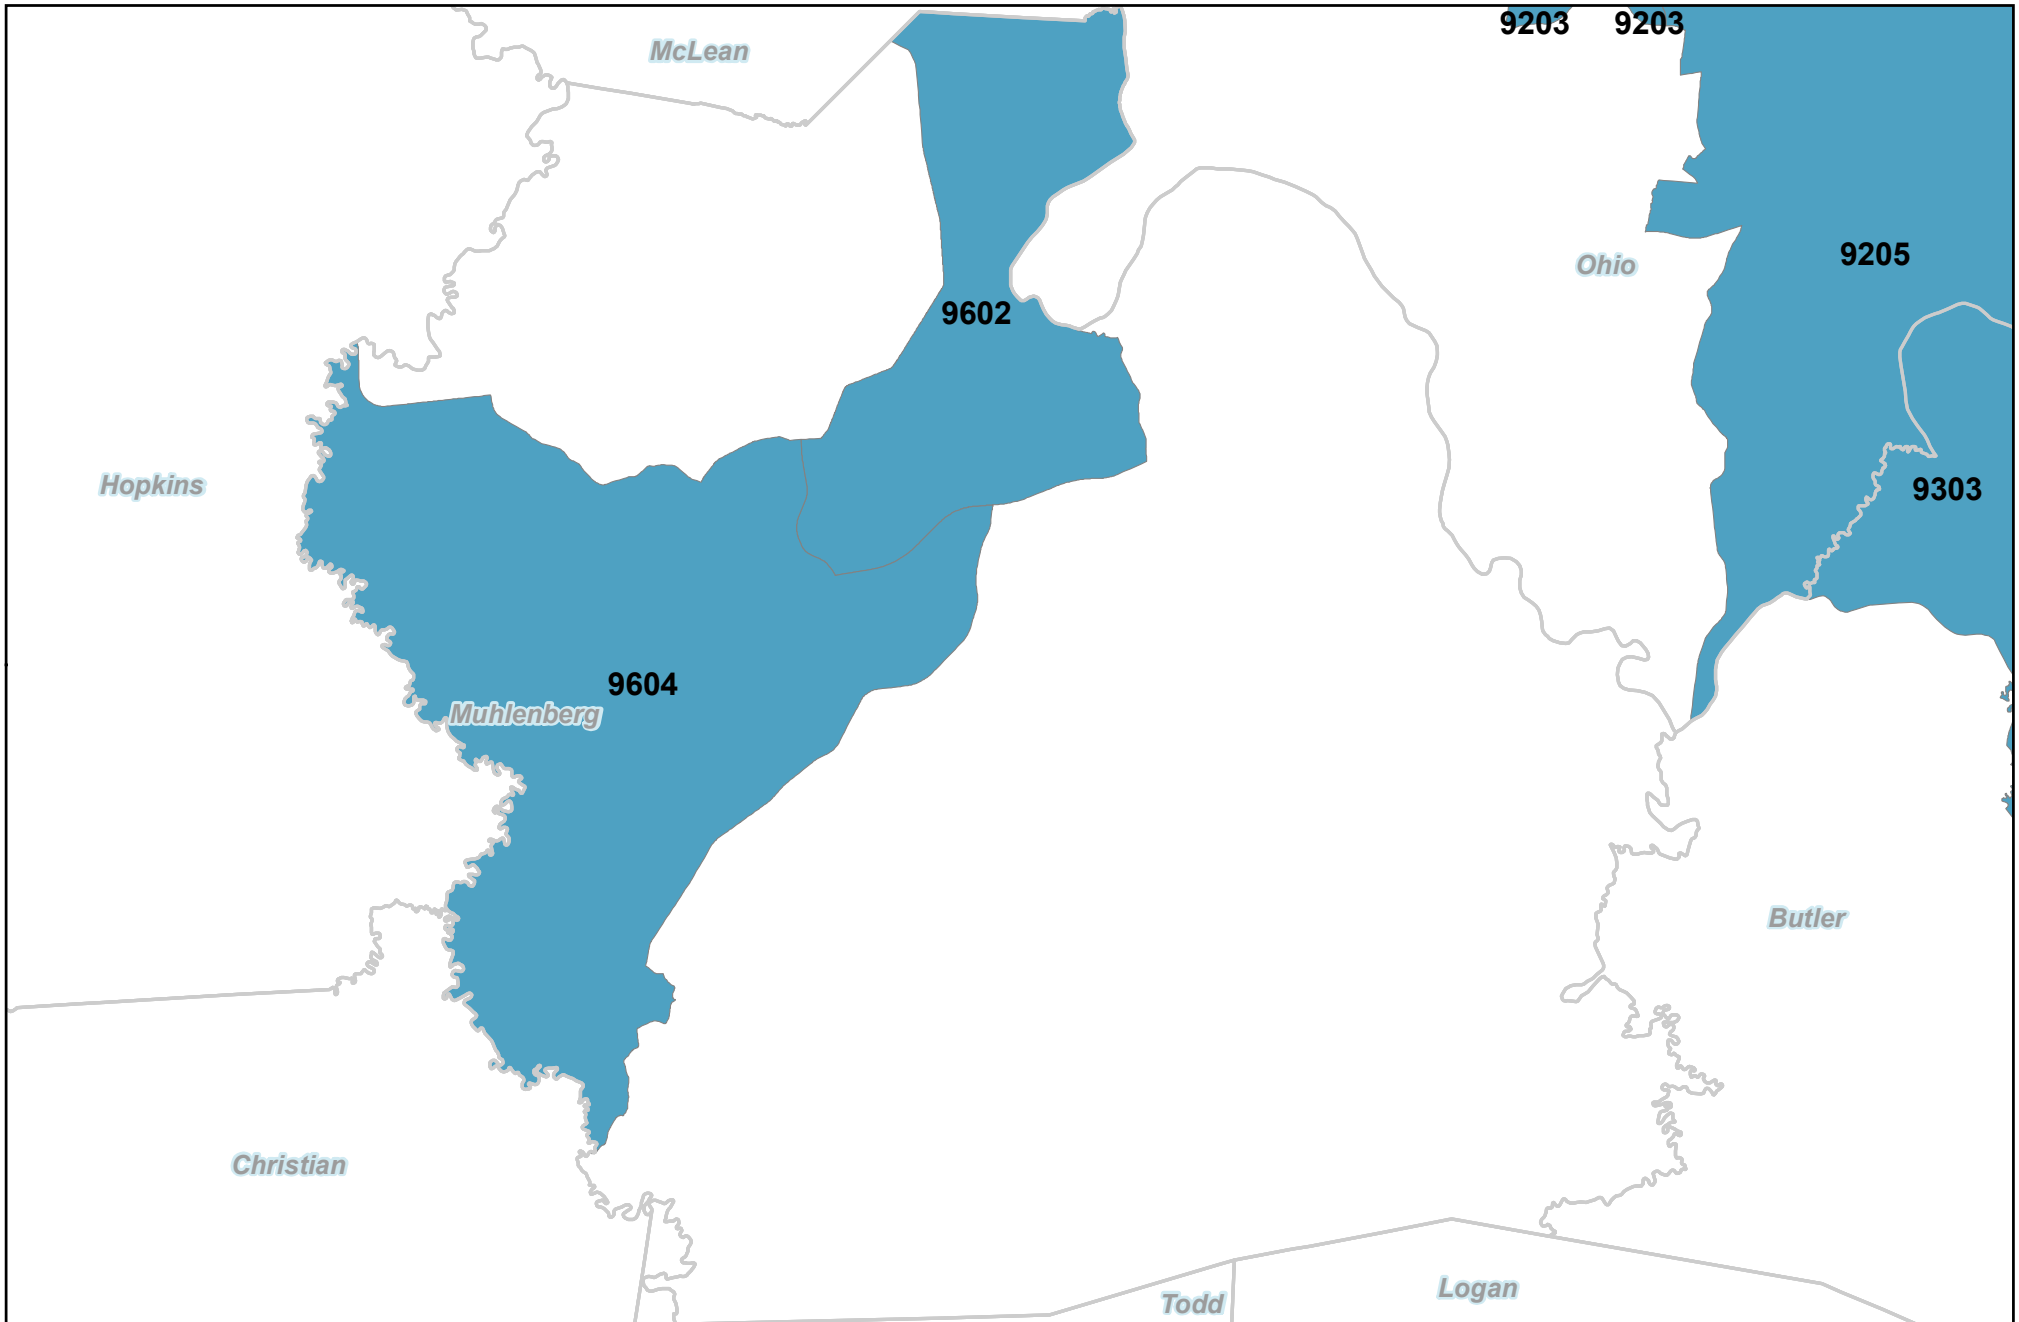 9203 9203
McLean
9205
Ohio
9602
Hopkins
9303
9604
Muhlenberg
Butler
Christian
Logan
Todd